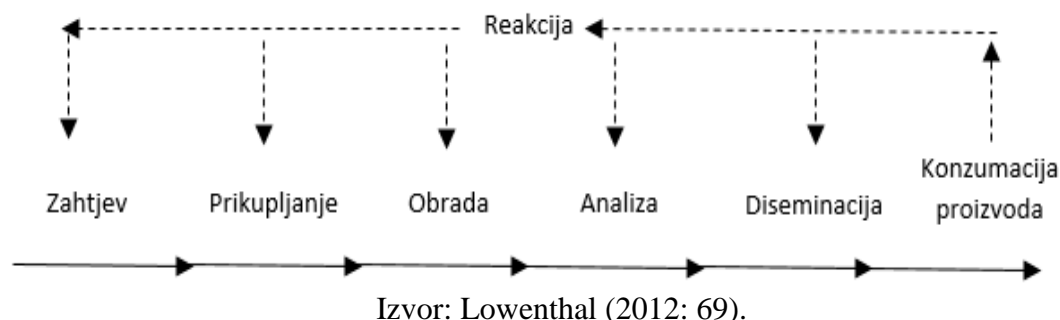 Reakcija
Zahtjev
Prikupljanje
Obrada
Analiza
Diseminacija
Konzumacija
proizvoda
Izvor: Lowenthal (2012: 69).